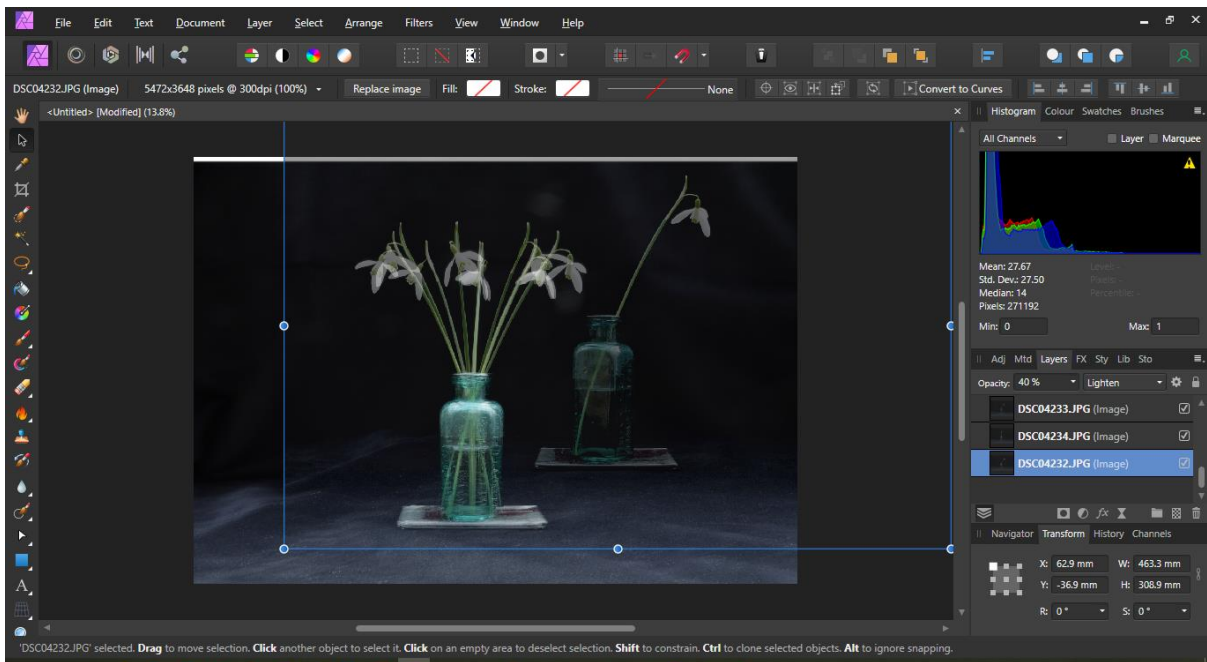 File Edit Text Document Layer Select Arrange Filters View Window Help
DSC04232.JPG (Image) 5472x3648 pixels @ 300dpi (100%) Replace image Fill: Stroke: None Convert to Curves
<Untitled> [Modified] (13.8%)
Histogram Colour Swatches Brushes
All Channels Layer Marquee
Mean: 27.67 Level: -
Std. Dev.: 27.50 Pixels: -
Median: 14 Percentile: -
Pixels: 271192
Min: 0 Max: 1
Adj Mtd Layers FX Sty Lib Sto
Opacity: 40 % Lighten
DSC04233.JPG (Image)
DSC04234.JPG (Image)
DSC04232.JPG (Image)
fx
Navigator Transform History Channels
X: 62.9 mm W: 463.3 mm
Y: -36.9 mm H: 308.9 mm
R: 0 ° S: 0 °
'DSC04232.JPG' selected. Drag to move selection. Click another object to select it. Click on an empty area to deselect selection. Shift to constrain. Ctrl to clone selected objects. Alt to ignore snapping.